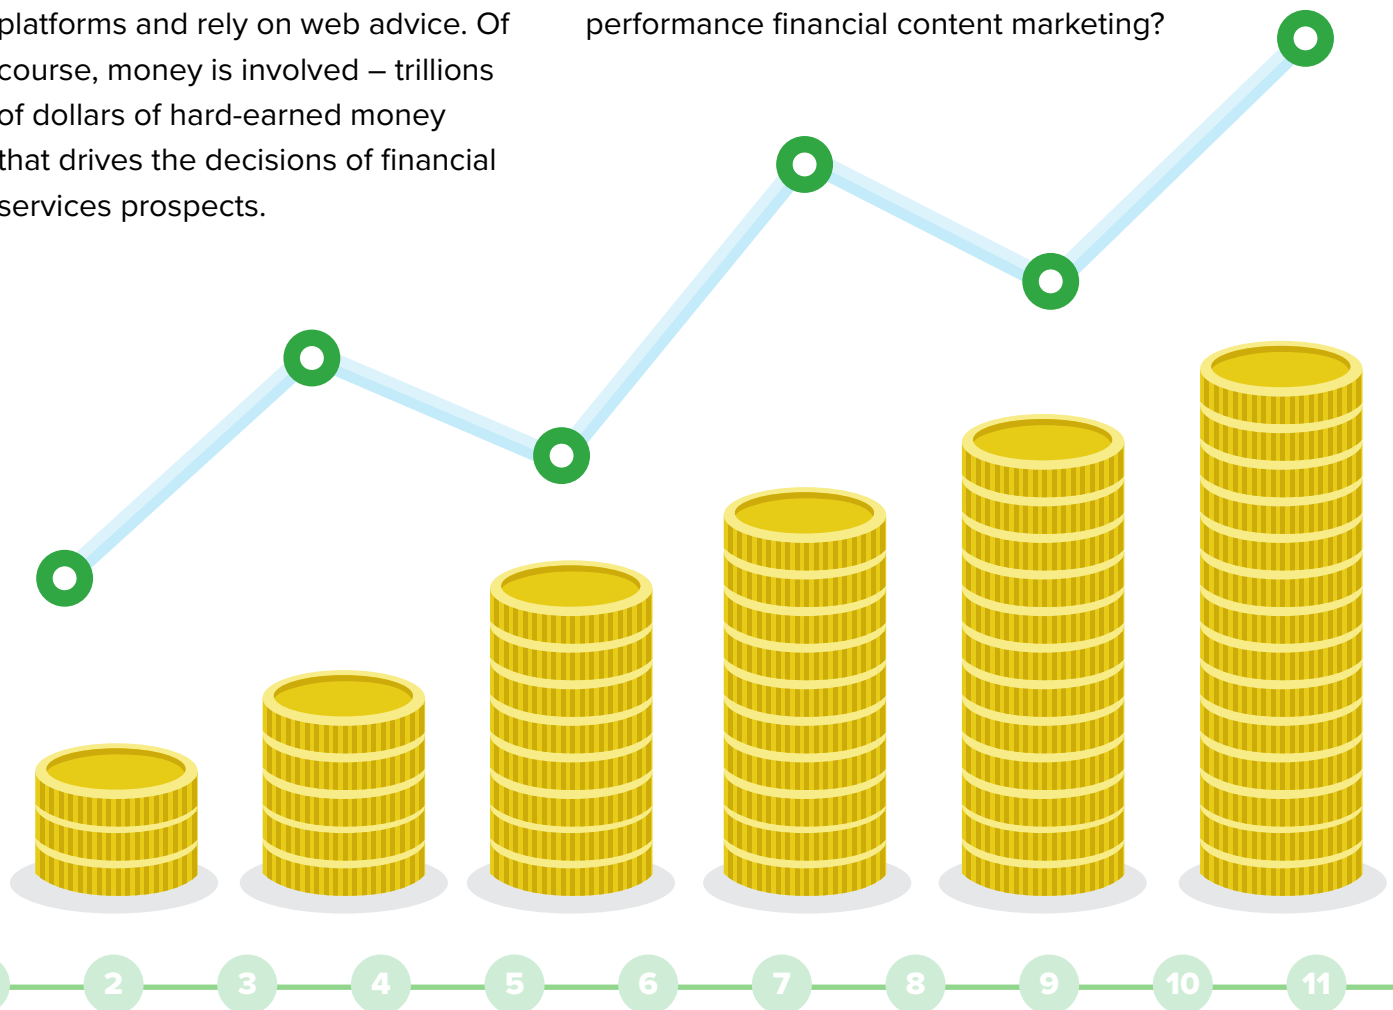 platforms and rely on web advice. Of
course, money is involved – trillions
of dollars of hard-earned money
that drives the decisions of financial
services prospects.
performance financial content marketing?
2 3 4 5 6 7 8 9 10 11